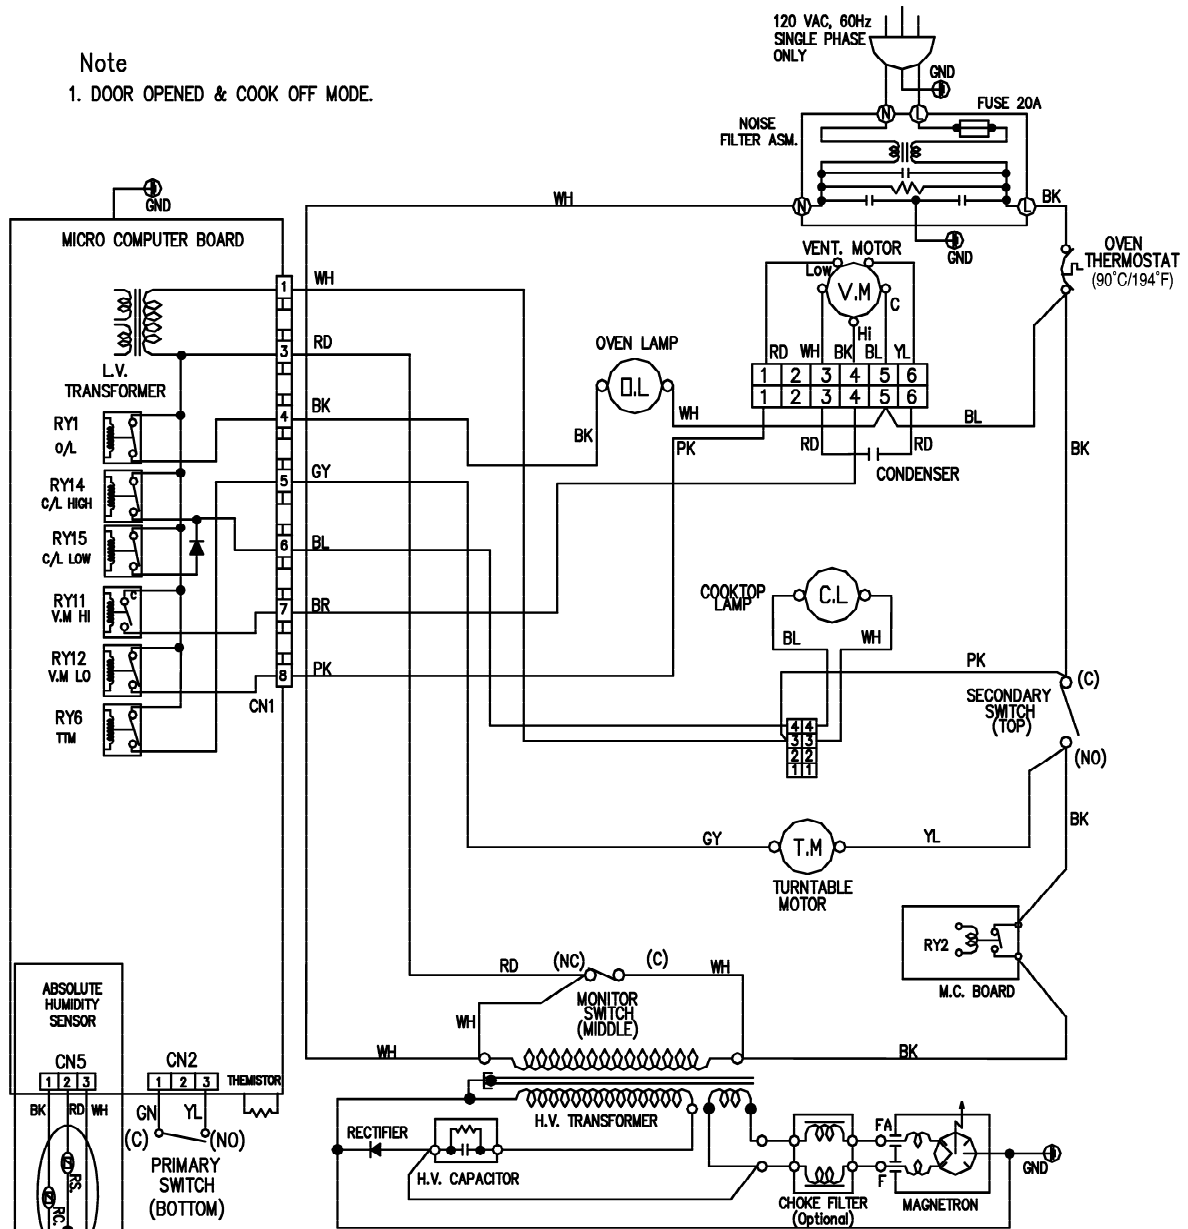 120 VAC, 60Hz
SINGLE PHASE
ONLY
Note
1. DOOR OPENED & COOK OFF MODE.
GND
N L
FUSE 20A
NOISE
FILTER ASM.
N L
BK
WH
GND
GND
MICRO COMPUTER BOARD
VENT. MOTOR
Low
V.M
C
Hi
OVEN
THERMOSTAT
(90°C/194°F)
1 WH
3 RD
4 BK
5 GY
6 BL
7 BR
8 PK
CN1
L.V.
TRANSFORMER
RY1
O/L
RY14
C/L HIGH
RY15
C/L LOW
RY11
V.M HI
C
RY12
V.M LO
RY6
TTM
OVEN LAMP
O.L
BK
WH
PK
RD WH BK BL YL
1 2 3 4 5 6
1 2 3 4 5 6
BL
RD
RD
CONDENSER
BK
COOKTOP
LAMP
C.L
BL
WH
PK
(C)
SECONDARY
SWITCH
(TOP)
(NO)
4 4
3 3
2 2
1 1
BK
GY
T.M
YL
TURNTABLE
MOTOR
RY2
M.C. BOARD
RD
(NC)
(C)
WH
MONITOR
SWITCH
(MIDDLE)
WH
WH
BK
H.V. TRANSFORMER
RECTIFIER
H.V. CAPACITOR
FA
F
CHOKE FILTER
(Optional)
MAGNETRON
GND
ABSOLUTE
HUMIDITY
SENSOR
CN5
1 2 3
BK RD WH
RS.
RC.
CN2
1 2 3
GN YL
(C)
(NO)
THEMISTOR
PRIMARY
SWITCH
(BOTTOM)